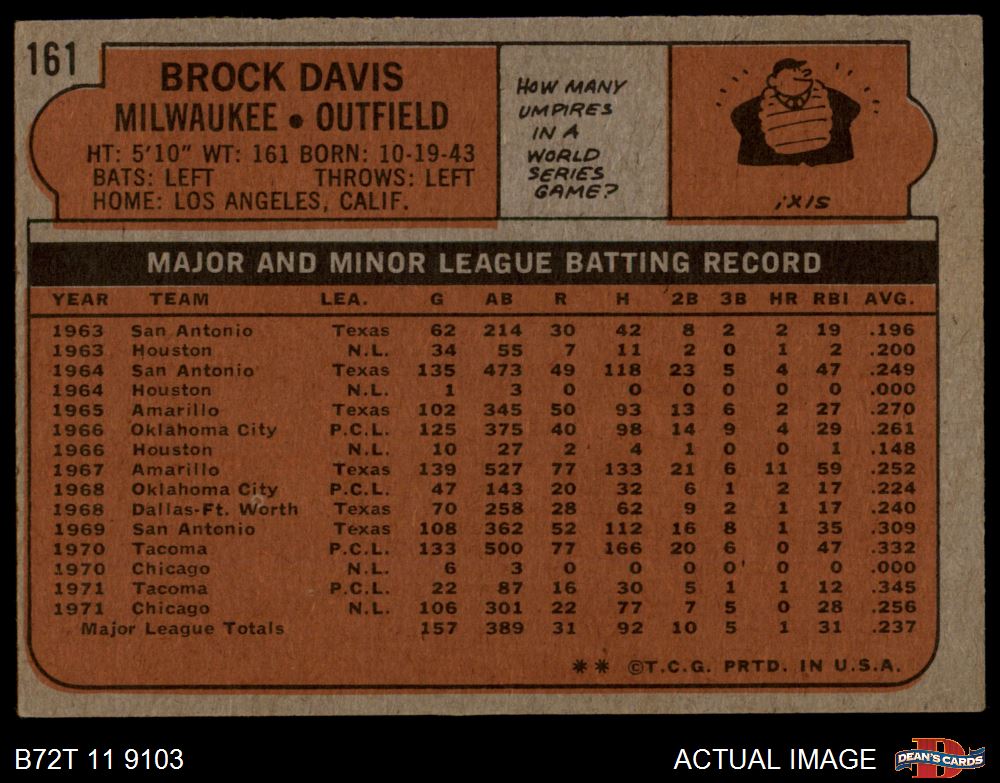 161
BROCK DAVIS
MILWAUKEE • OUTFIELD
HT: 5'10" WT: 161 BORN: 10-19-43
BATS: LEFT THROWS: LEFT
HOME: LOS ANGELES, CALIF.
HOW MANY
UMPIRES
IN A
WORLD
SERIES
GAME?
¡XIS
MAJOR AND MINOR LEAGUE BATTING RECORD
YEAR TEAM LEA. G AB R H 2B 3B HR RBI AVG.
1963 San Antonio Texas 62 214 30 42 8 2 2 19 .196
1963 Houston N.L. 34 55 7 11 2 0 1 2 .200
1964 San Antonio Texas 135 473 49 118 23 5 4 47 .249
1964 Houston N.L. 1 3 0 0 0 0 0 0 .000
1965 Amarillo Texas 102 345 50 93 13 6 2 27 .270
1966 Oklahoma City P.C.L. 125 375 40 98 14 9 4 29 .261
1966 Houston N.L. 10 27 2 4 1 0 0 1 .148
1967 Amarillo Texas 139 527 77 133 21 6 11 59 .252
1968 Oklahoma City P.C.L. 47 143 20 32 6 1 2 17 .224
1968 Dallas-Ft. Worth Texas 70 258 28 62 9 2 1 17 .240
1969 San Antonio Texas 108 362 52 112 16 8 1 35 .309
1970 Tacoma P.C.L. 133 500 77 166 20 6 0 47 .332
1970 Chicago N.L. 6 3 0 0 0 0 0 0 .000
1971 Tacoma P.C.L. 22 87 16 30 5 1 1 12 .345
1971 Chicago N.L. 106 301 22 77 7 5 0 28 .256
Major League Totals 157 389 31 92 10 5 1 31 .237
** ©T.C.G. PRTD. IN U.S.A.
B72T 11 9103
ACTUAL IMAGE
D
DEAN'S CARDS